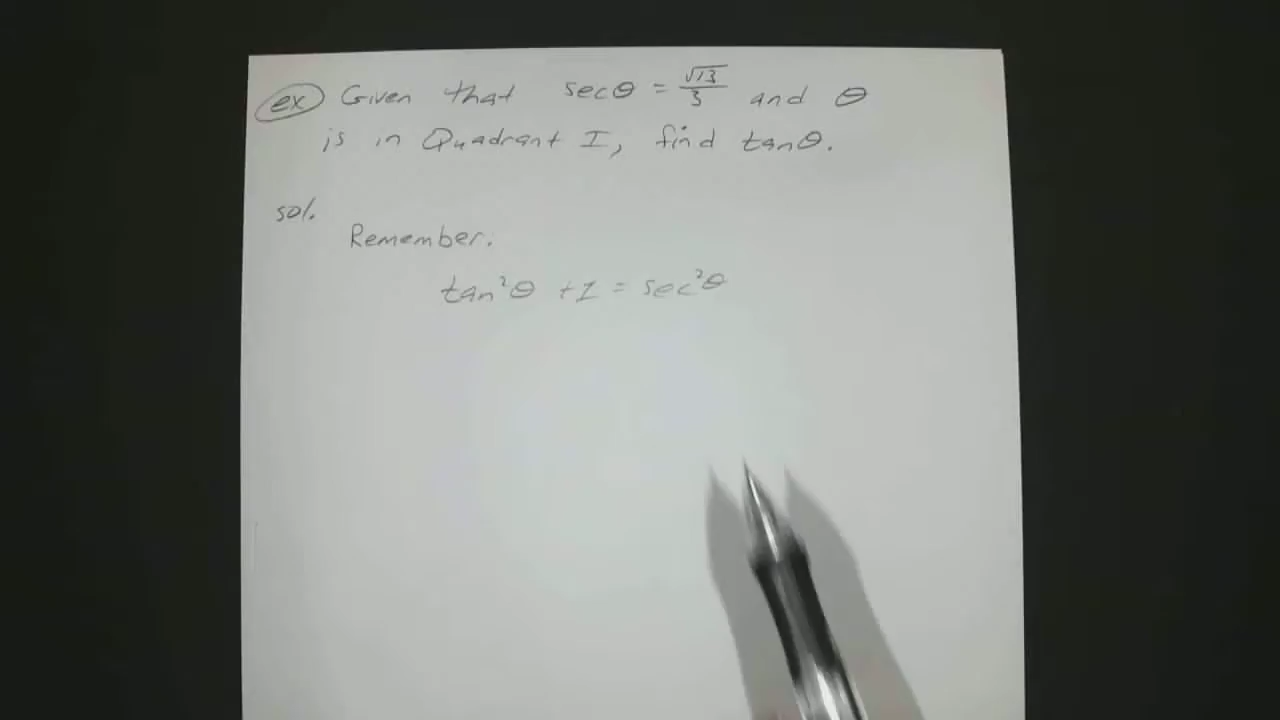 ex Given that secθ = √13/3 and θ
is in Quadrant I, find tanθ.
sol.
Remember:
tan²θ + 1 = sec²θ